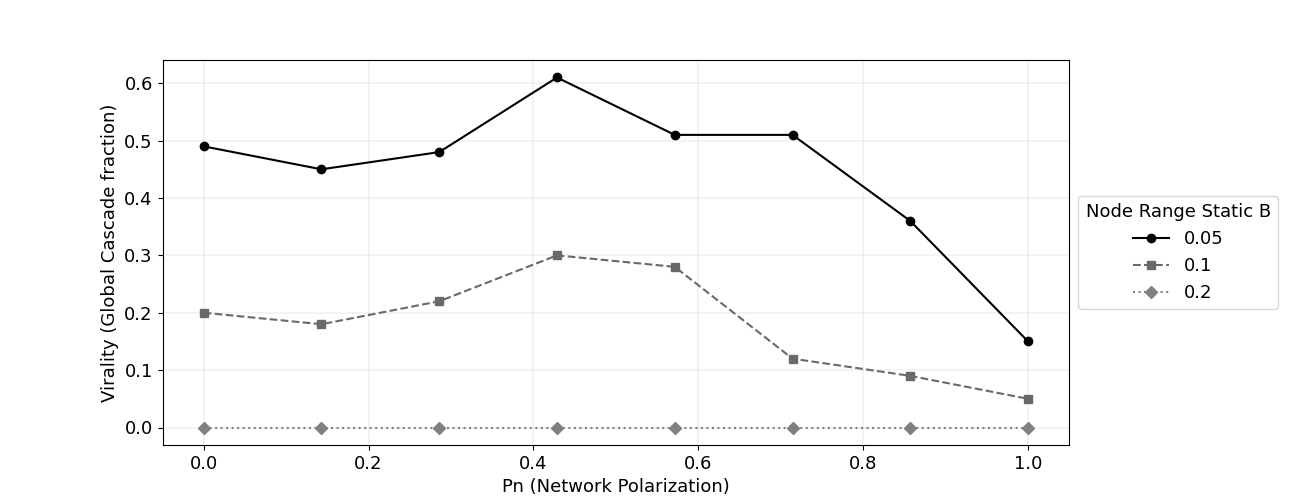 Virality (Global Cascade fraction)
0.6
0.5
0.4
0.3
0.2
0.1
0.0
0.0 0.2 0.4 0.6 0.8 1.0
Pn (Network Polarization)
Node Range Static B
0.05
0.1
0.2